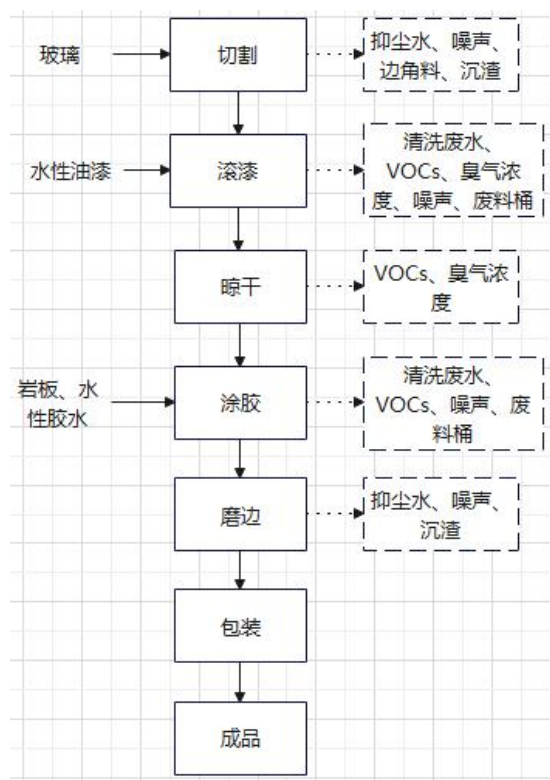 玻璃
切割
抑尘水、噪声、
边角料、沉渣
水性油漆
滚漆
清洗废水、
VOCs、臭气浓
度、噪声、废料桶
晾干
VOCs、臭气浓
度
岩板、水
性胶水
涂胶
清洗废水、
VOCs、噪声、废
料桶
磨边
抑尘水、噪声、
沉渣
包装
成品